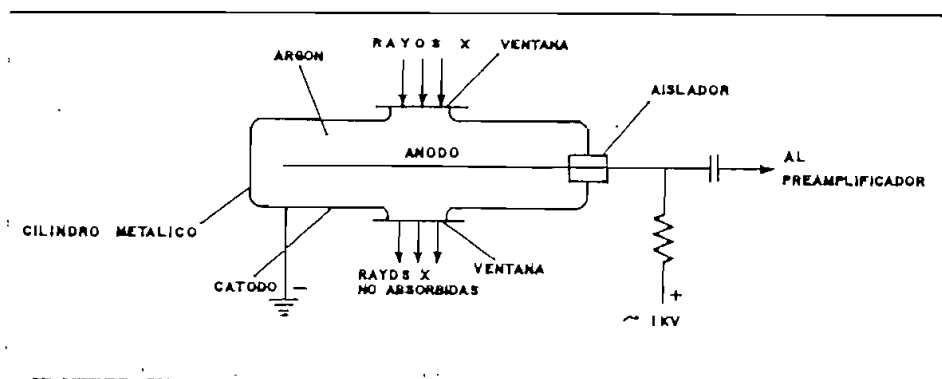 RAYOS X
VENTANA
ARGON
AISLADOR
ANODO
AL
PREAMPLIFICADOR
CILINDRO METALICO
CATODO
−
RAYOS X
NO ABSORBIDAS
VENTANA
+
~ 1KV